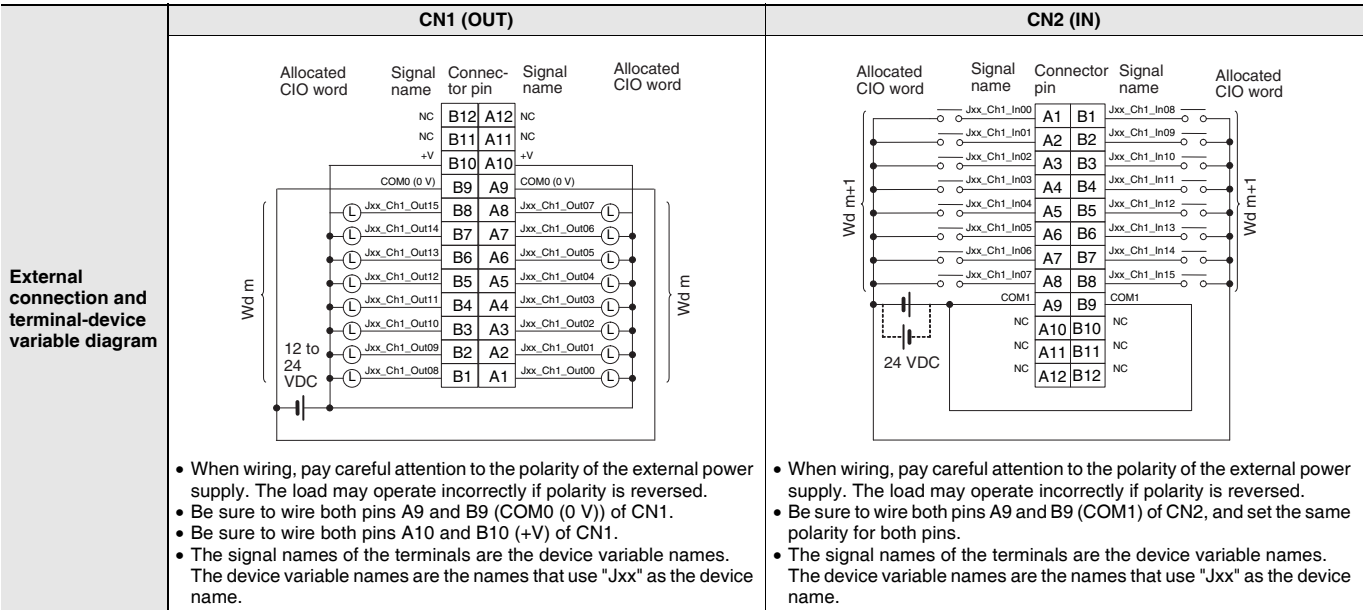 CN1 (OUT)
CN2 (IN)
External
connection and
terminal-device
variable diagram
Allocated
CIO word
Signal
name
Connec-
tor pin
Signal
name
Allocated
CIO word
NC B12 A12 NC
NC B11 A11 NC
+V B10 A10 +V
COM0 (0 V) B9 A9 COM0 (0 V)
L Jxx_Ch1_Out15 B8 A8 Jxx_Ch1_Out07 L
L Jxx_Ch1_Out14 B7 A7 Jxx_Ch1_Out06 L
L Jxx_Ch1_Out13 B6 A6 Jxx_Ch1_Out05 L
L Jxx_Ch1_Out12 B5 A5 Jxx_Ch1_Out04 L
L Jxx_Ch1_Out11 B4 A4 Jxx_Ch1_Out03 L
L Jxx_Ch1_Out10 B3 A3 Jxx_Ch1_Out02 L
L Jxx_Ch1_Out09 B2 A2 Jxx_Ch1_Out01 L
L Jxx_Ch1_Out08 B1 A1 Jxx_Ch1_Out00 L
Wd m
Wd m
12 to
24
VDC
• When wiring, pay careful attention to the polarity of the external power
supply. The load may operate incorrectly if polarity is reversed.
• Be sure to wire both pins A9 and B9 (COM0 (0 V)) of CN1.
• Be sure to wire both pins A10 and B10 (+V) of CN1.
• The signal names of the terminals are the device variable names.
The device variable names are the names that use "Jxx" as the device
name.
Allocated
CIO word
Signal
name
Connector
pin
Signal
name
Allocated
CIO word
Jxx_Ch1_In00 A1 B1 Jxx_Ch1_In08
Jxx_Ch1_In01 A2 B2 Jxx_Ch1_In09
Jxx_Ch1_In02 A3 B3 Jxx_Ch1_In10
Jxx_Ch1_In03 A4 B4 Jxx_Ch1_In11
Jxx_Ch1_In04 A5 B5 Jxx_Ch1_In12
Jxx_Ch1_In05 A6 B6 Jxx_Ch1_In13
Jxx_Ch1_In06 A7 B7 Jxx_Ch1_In14
Jxx_Ch1_In07 A8 B8 Jxx_Ch1_In15
COM1 A9 B9 COM1
NC A10 B10 NC
NC A11 B11 NC
NC A12 B12 NC
Wd m+1
Wd m+1
24 VDC
• When wiring, pay careful attention to the polarity of the external power
supply. The load may operate incorrectly if polarity is reversed.
• Be sure to wire both pins A9 and B9 (COM1) of CN2, and set the same
polarity for both pins.
• The signal names of the terminals are the device variable names.
The device variable names are the names that use "Jxx" as the device
name.